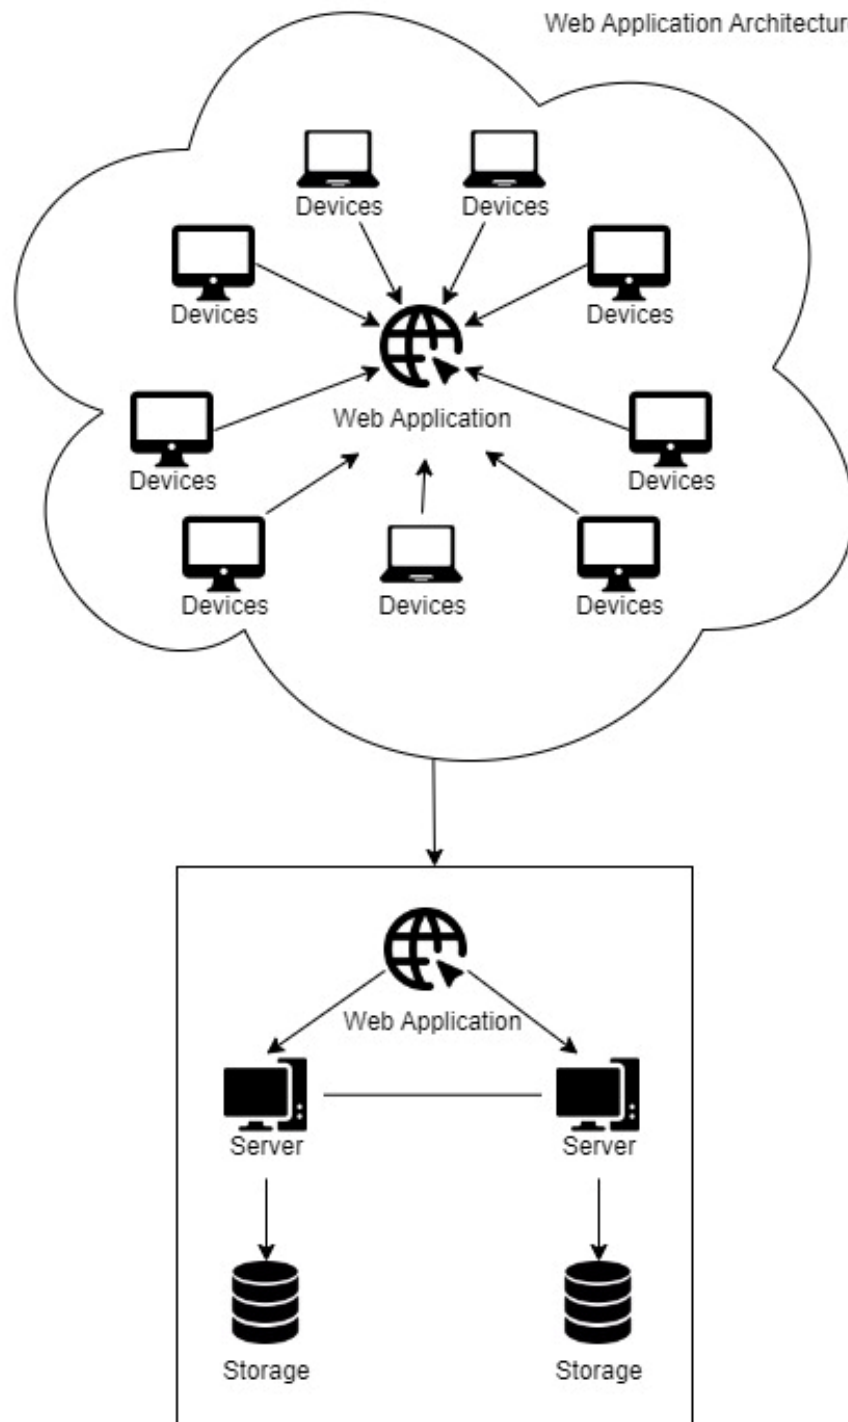 Web Application Architecture
Devices
Devices
Devices
Devices
Web Application
Devices
Devices
Devices
Devices
Devices
Web Application
Server
Server
Storage
Storage